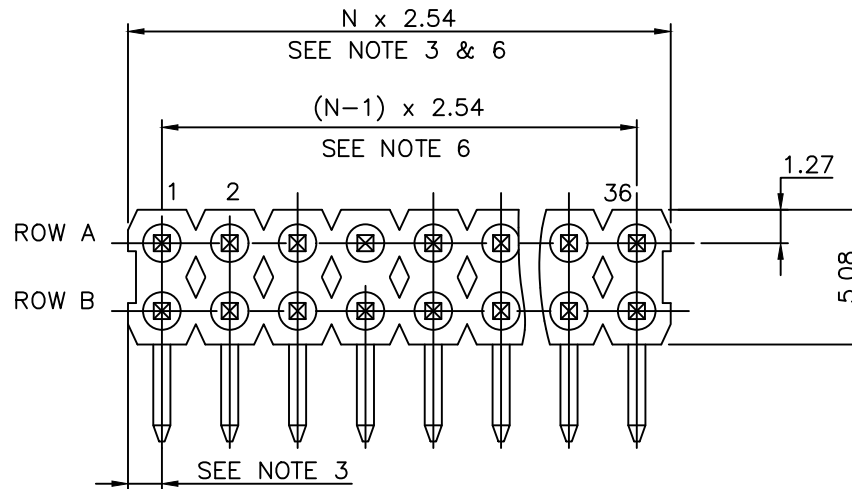 N x 2.54
SEE NOTE 3 & 6
(N-1) x 2.54
SEE NOTE 6
1.27
1 2 36
ROW A
5.08
ROW B
SEE NOTE 3